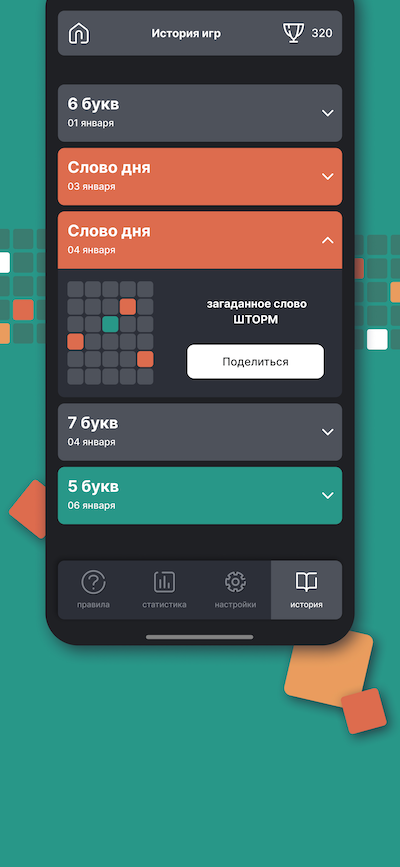 История игр
320
6 букв
01 января
Слово дня
03 января
Слово дня
04 января
загаданное слово
ШТОРМ
Поделиться
7 букв
04 января
5 букв
06 января
правила
статистика
настройки
история